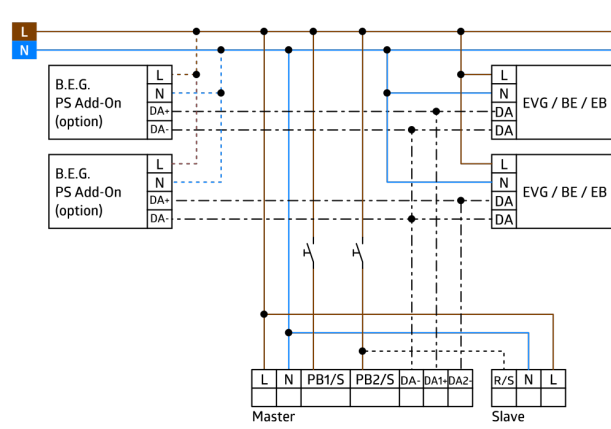 L
N
B.E.G.
PS Add-On
(option)
L
N
DA+
DA-
L
N
DA
DA
EVG / BE / EB
B.E.G.
PS Add-On
(option)
L
N
DA+
DA-
L
N
DA
DA
EVG / BE / EB
L N PB1/S PB2/S DA- DA1+ DA2-
R/S N L
Master
Slave